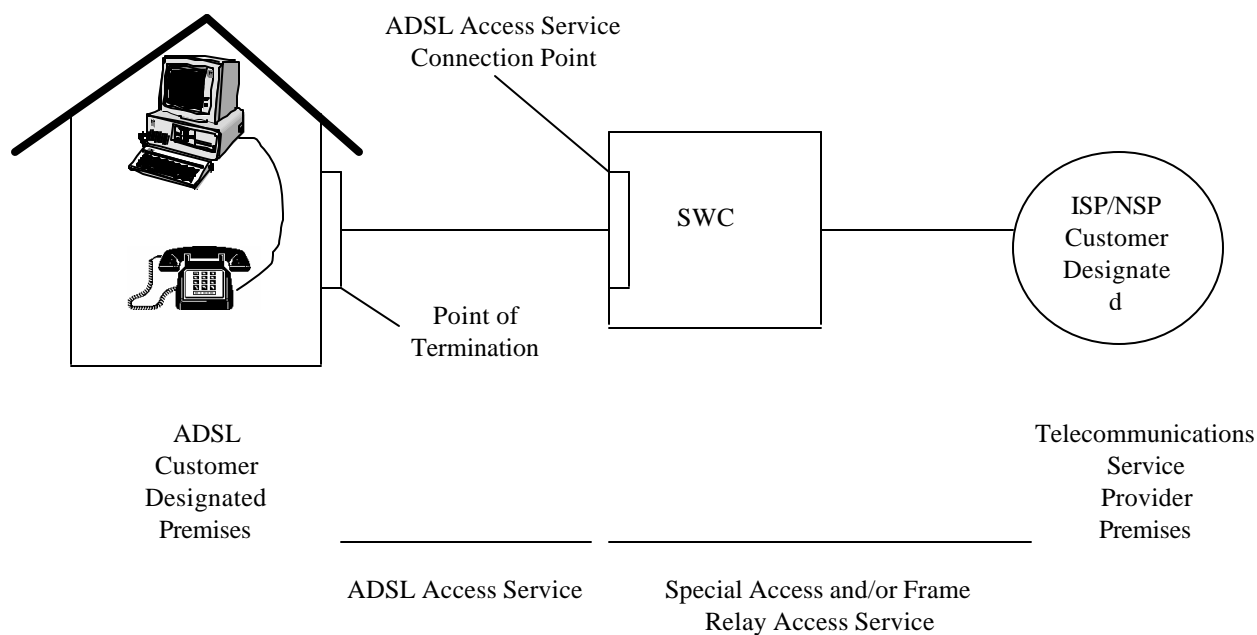 ADSL Access Service
Connection Point
SWC
ISP/NSP
Customer
Designate
d
Point of
Termination
ADSL
Customer
Designated
Premises
Telecommunications
Service
Provider
Premises
ADSL Access Service
Special Access and/or Frame
Relay Access Service